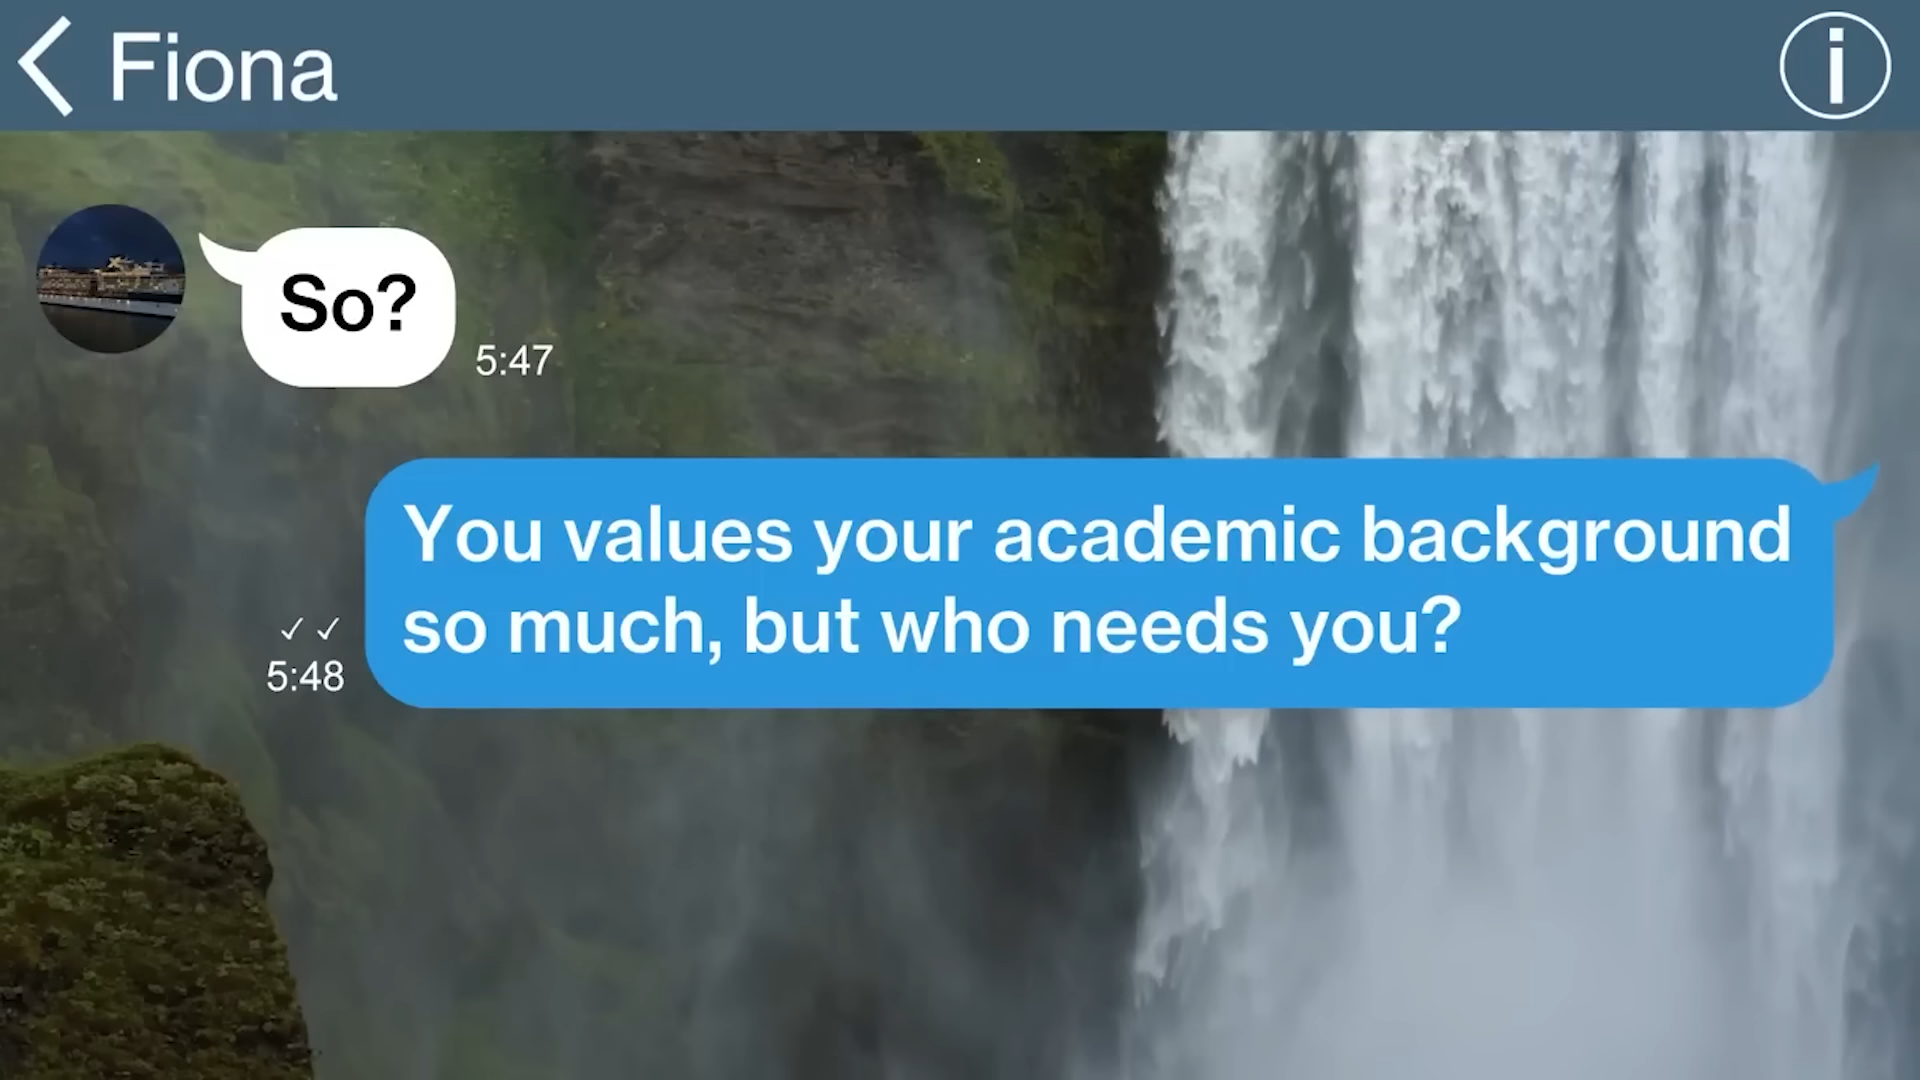 Fiona
So?
5:47
You values your academic background
so much, but who needs you?
✓ ✓
5:48